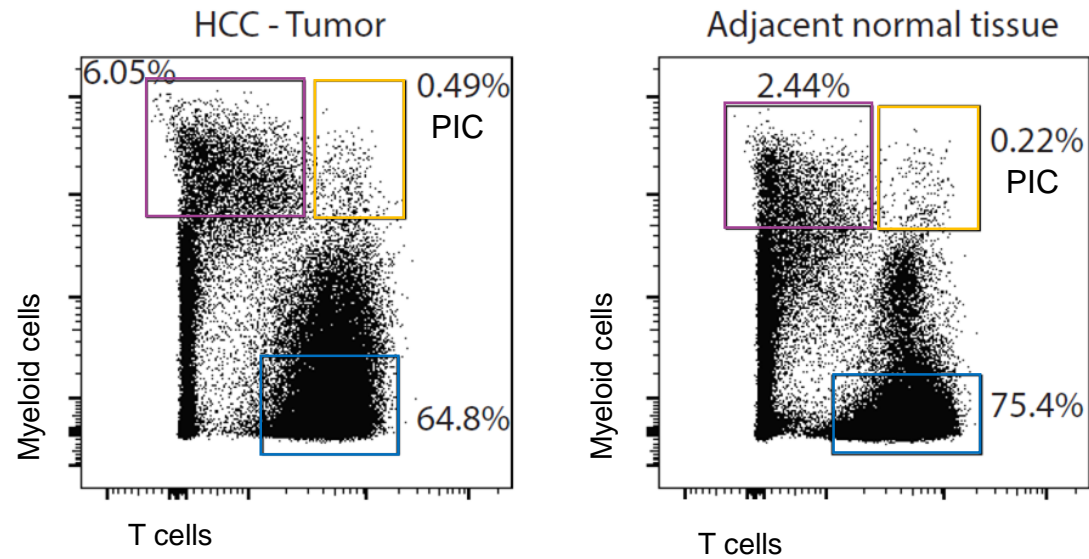 HCC - Tumor
6.05%
0.49%
PIC
64.8%
Myeloid cells
T cells
Adjacent normal tissue
2.44%
0.22%
PIC
75.4%
Myeloid cells
T cells